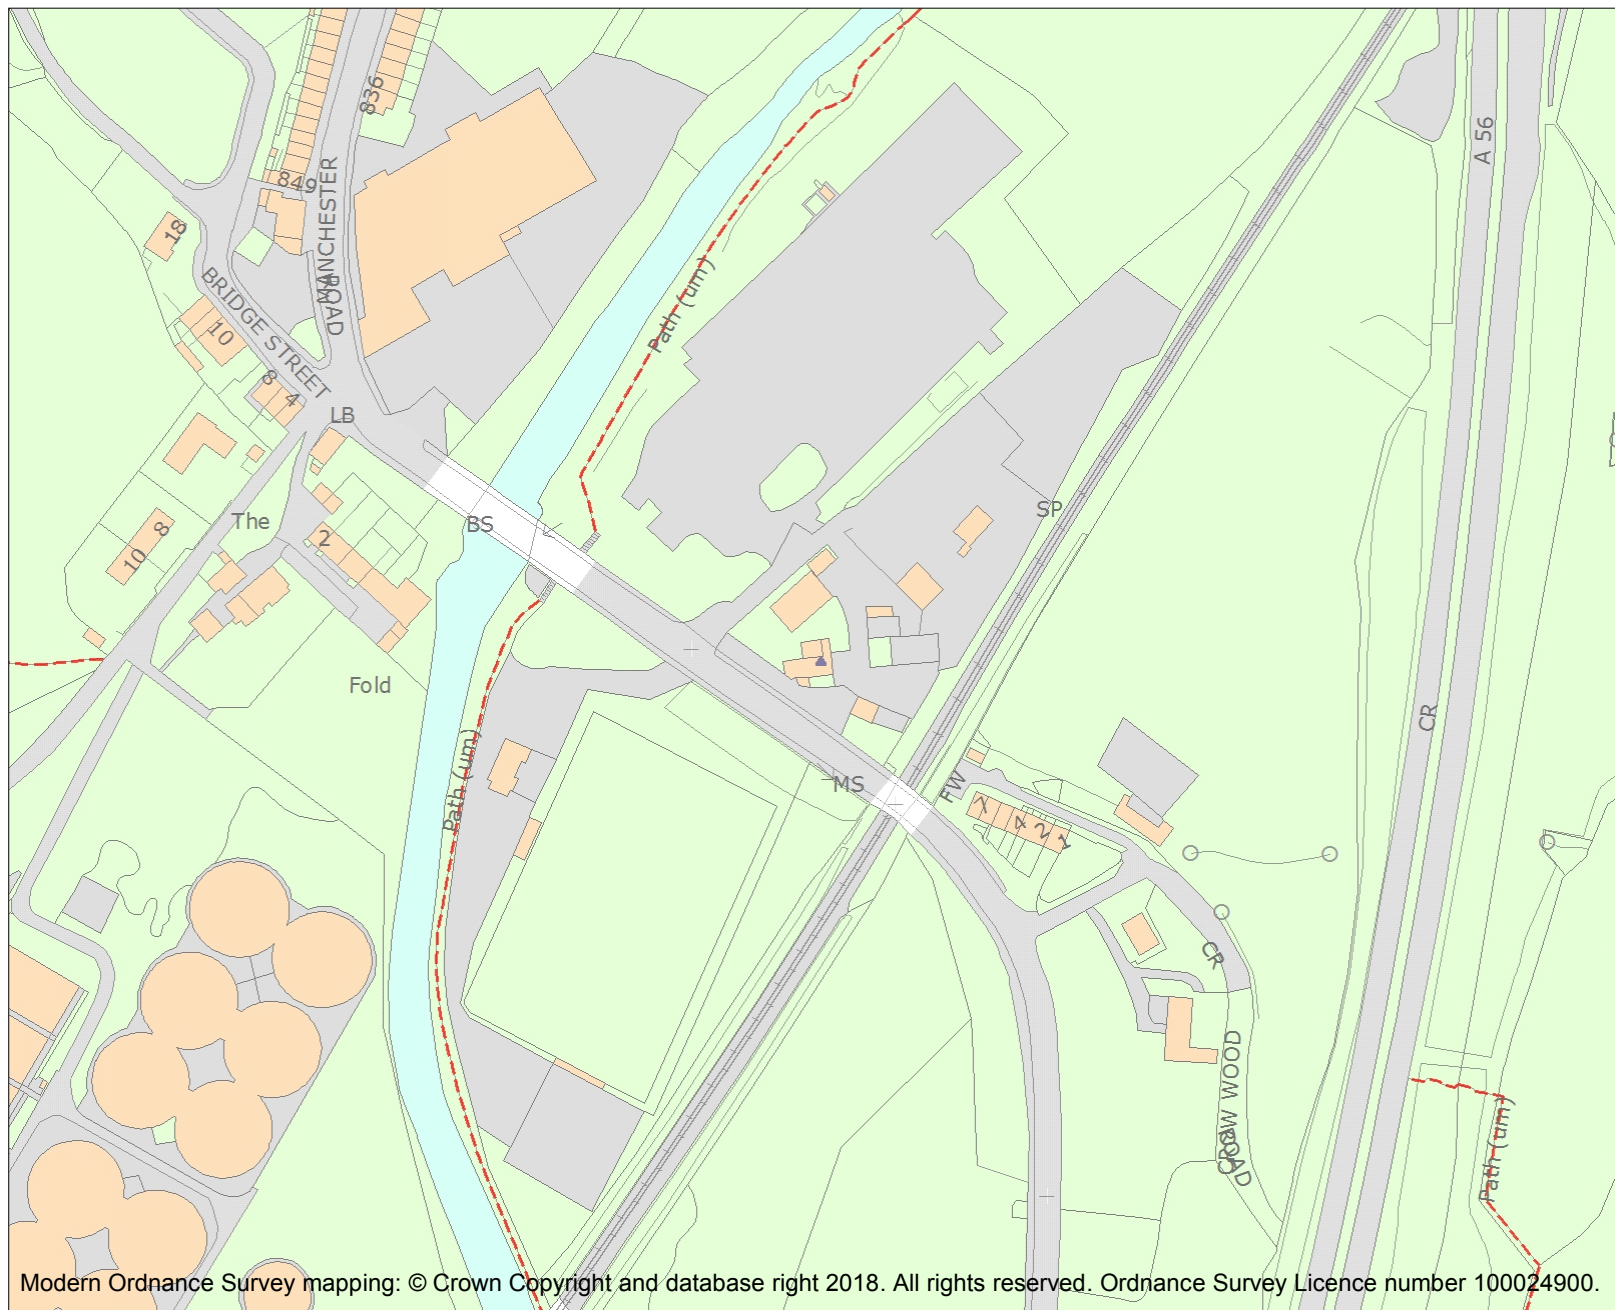 836
A 56
849
MANCHESTER
ROAD
18
BRIDGE STREET
Path (um)
10
8
4
LB
SP
The
BS
2
8
10
Fold
CR
Path (um)
MS
FW
7
4
2
1
CR
CRAW WOOD
ROAD
Path (um)
Modern Ordnance Survey mapping: © Crown Copyright and database right 2018. All rights reserved. Ordnance Survey Licence number 100024900.